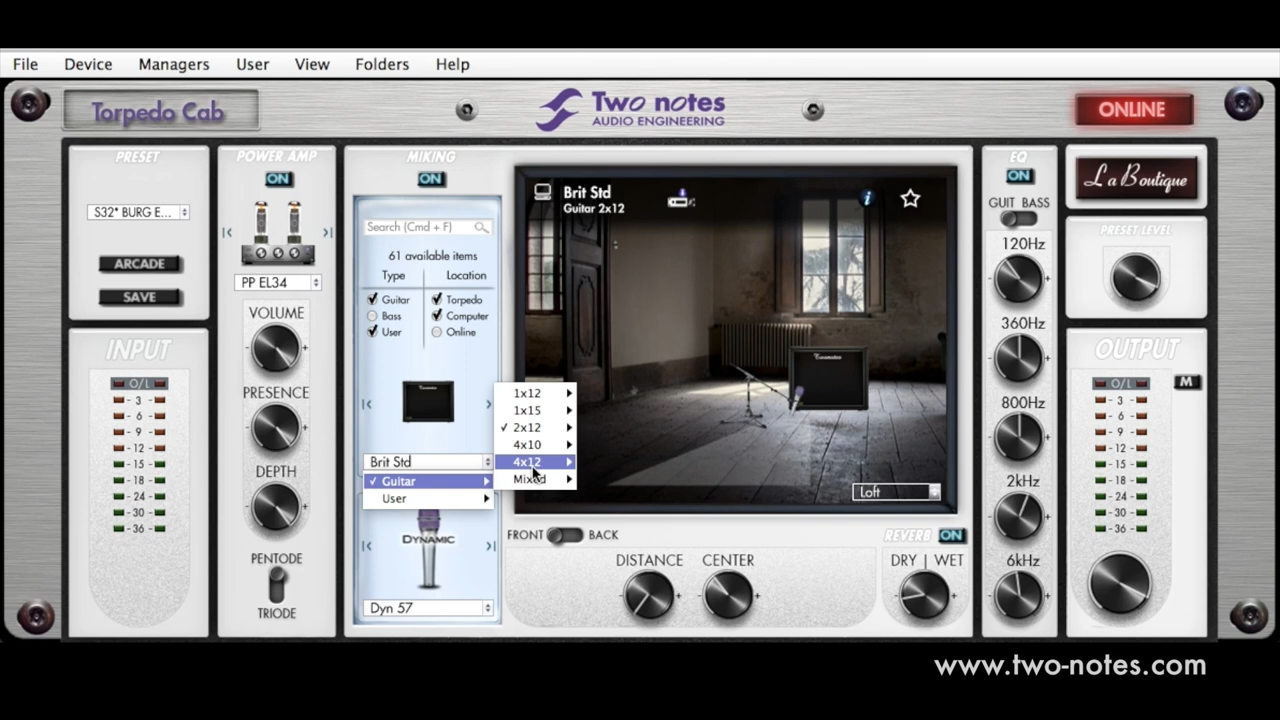 File Device Managers User View Folders Help
Torpedo Cab
Two notes
AUDIO ENGINEERING
ONLINE
PRESET
S32* BURG E...
ARCADE
SAVE
INPUT
O/L
3
6
9
12
15
18
24
30
36
POWER AMP
ON
PP EL34
VOLUME
PRESENCE
DEPTH
PENTODE
TRIODE
MIKING
ON
Search (Cmd + F)
61 available items
Type Location
Guitar Torpedo
Bass Computer
User Online
Brit Std
Guitar
User
1x12
1x15
2x12
4x10
4x12
Mixed
DYNAMIC
Dyn 57
Brit Std
Guitar 2x12
Twonotes
Loft
FRONT BACK
DISTANCE CENTER
REVERB ON
DRY | WET
EQ
ON
GUIT BASS
120Hz
360Hz
800Hz
2kHz
6kHz
La Boutique
PRESET LEVEL
OUTPUT
M
O/L
3
6
9
12
15
18
24
30
36
www.two-notes.com